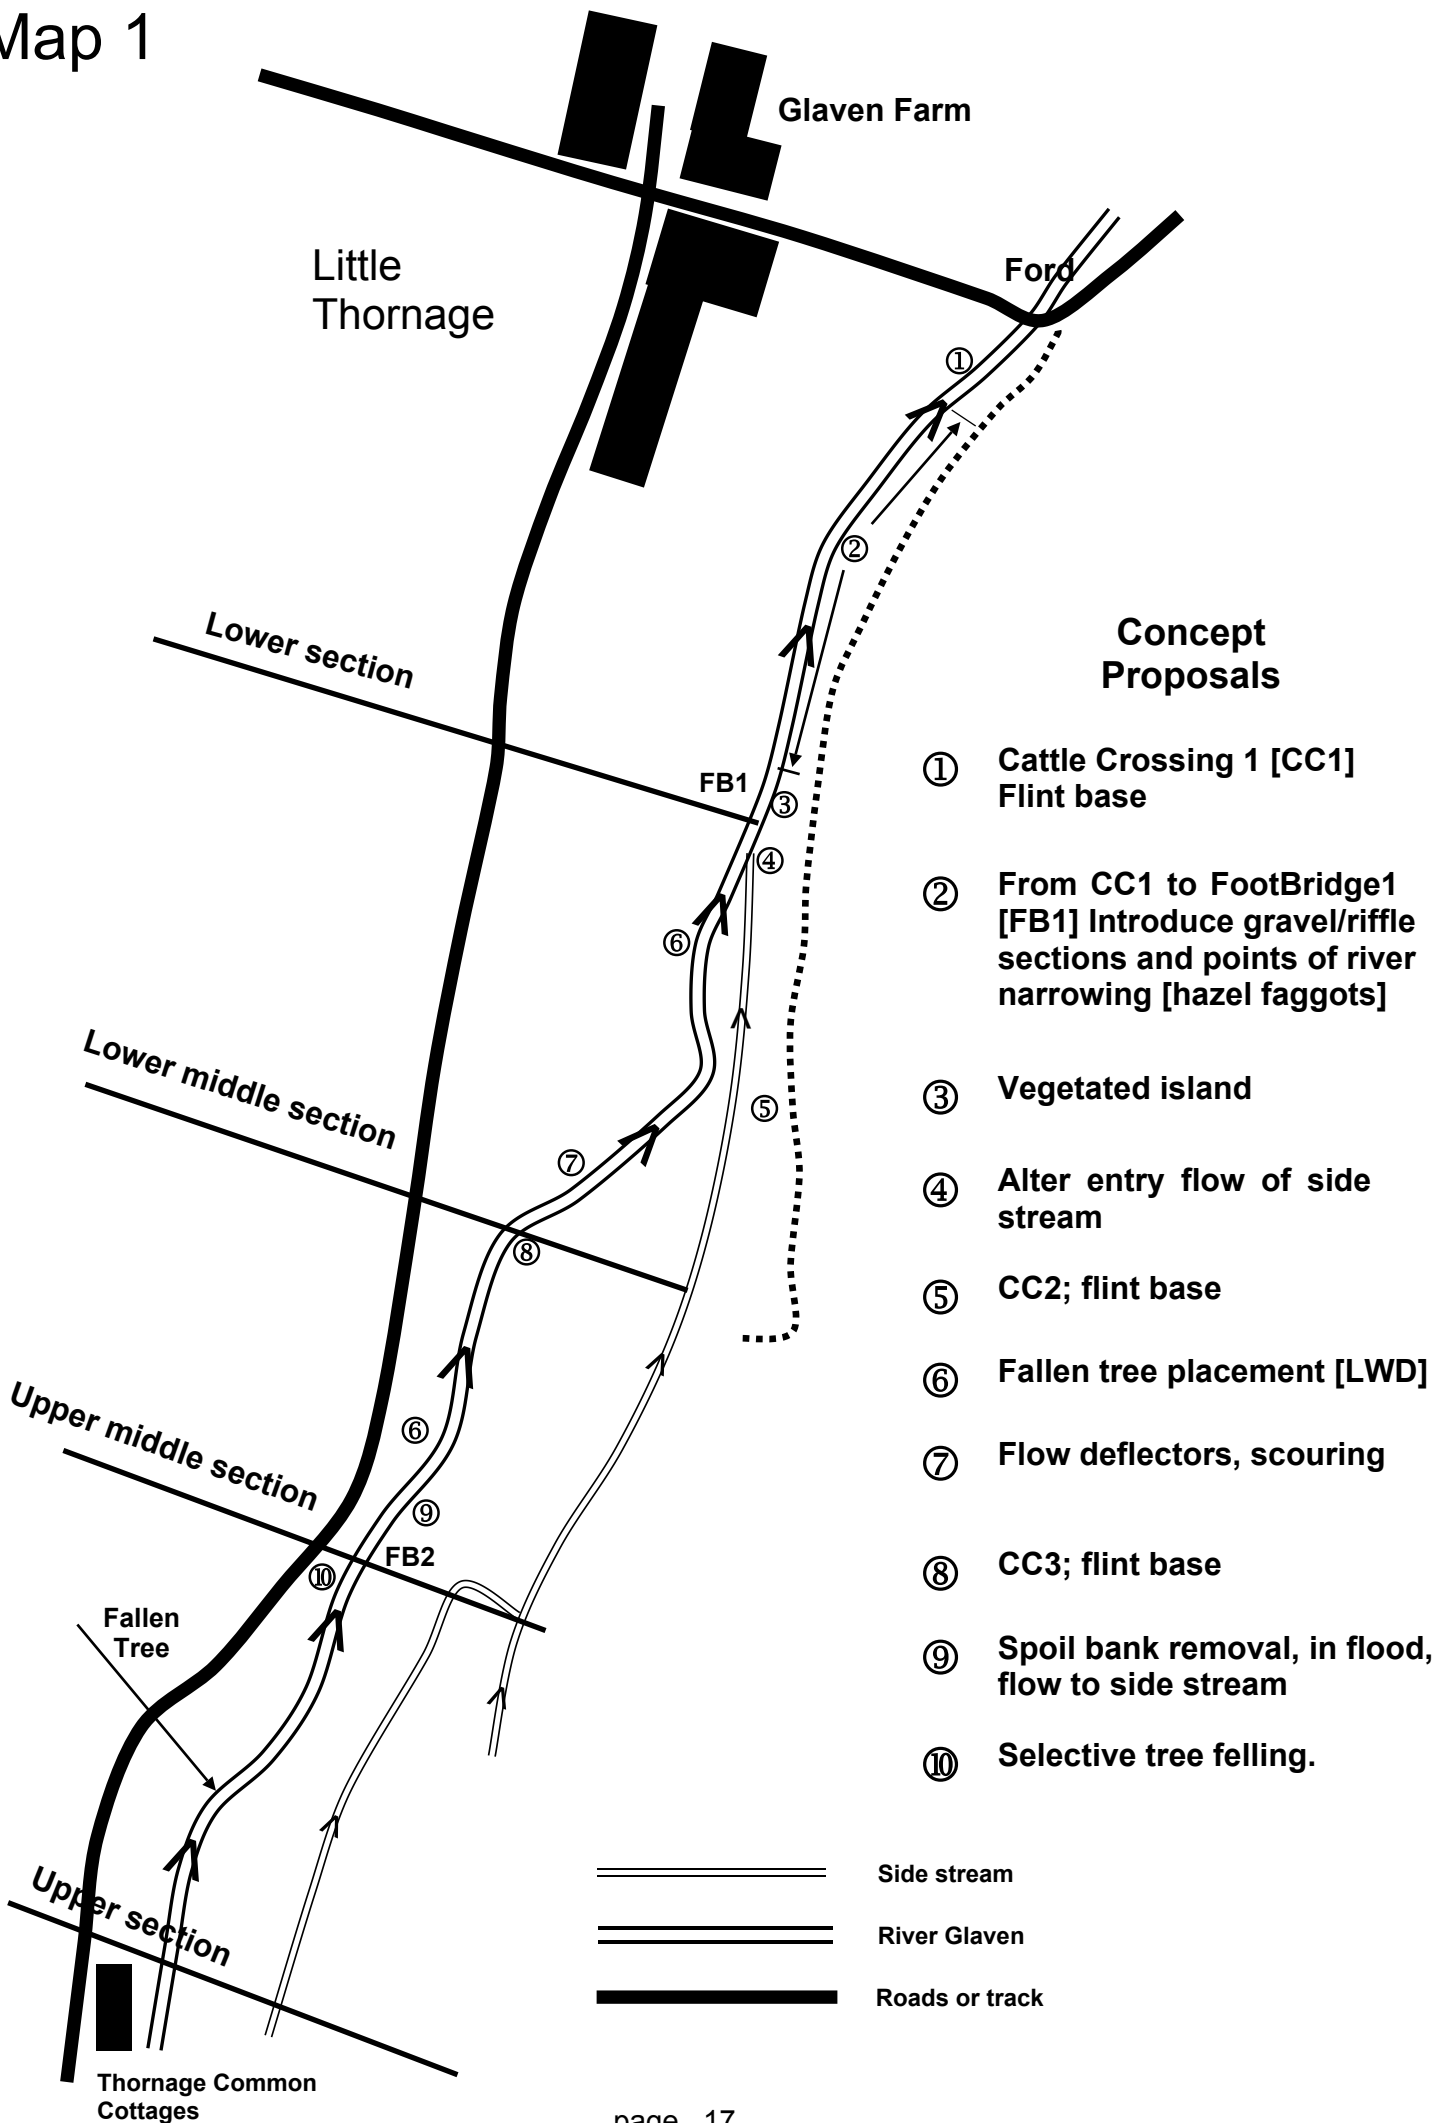 Map 1
Glaven Farm
Little
Thornage
Ford
①
②
Lower section
FB1
③
④
⑥
Lower middle section
⑤
⑦
⑧
Upper middle section
⑥
⑨
FB2
⑩
Fallen
Tree
Upper section
Thornage Common
Cottages
Concept
Proposals
① Cattle Crossing 1 [CC1]
Flint base
② From CC1 to FootBridge1
[FB1] Introduce gravel/riffle
sections and points of river
narrowing [hazel faggots]
③ Vegetated island
④ Alter entry flow of side
stream
⑤ CC2; flint base
⑥ Fallen tree placement [LWD]
⑦ Flow deflectors, scouring
⑧ CC3; flint base
⑨ Spoil bank removal, in flood,
flow to side stream
⑩ Selective tree felling.
Side stream
River Glaven
Roads or track
page 17